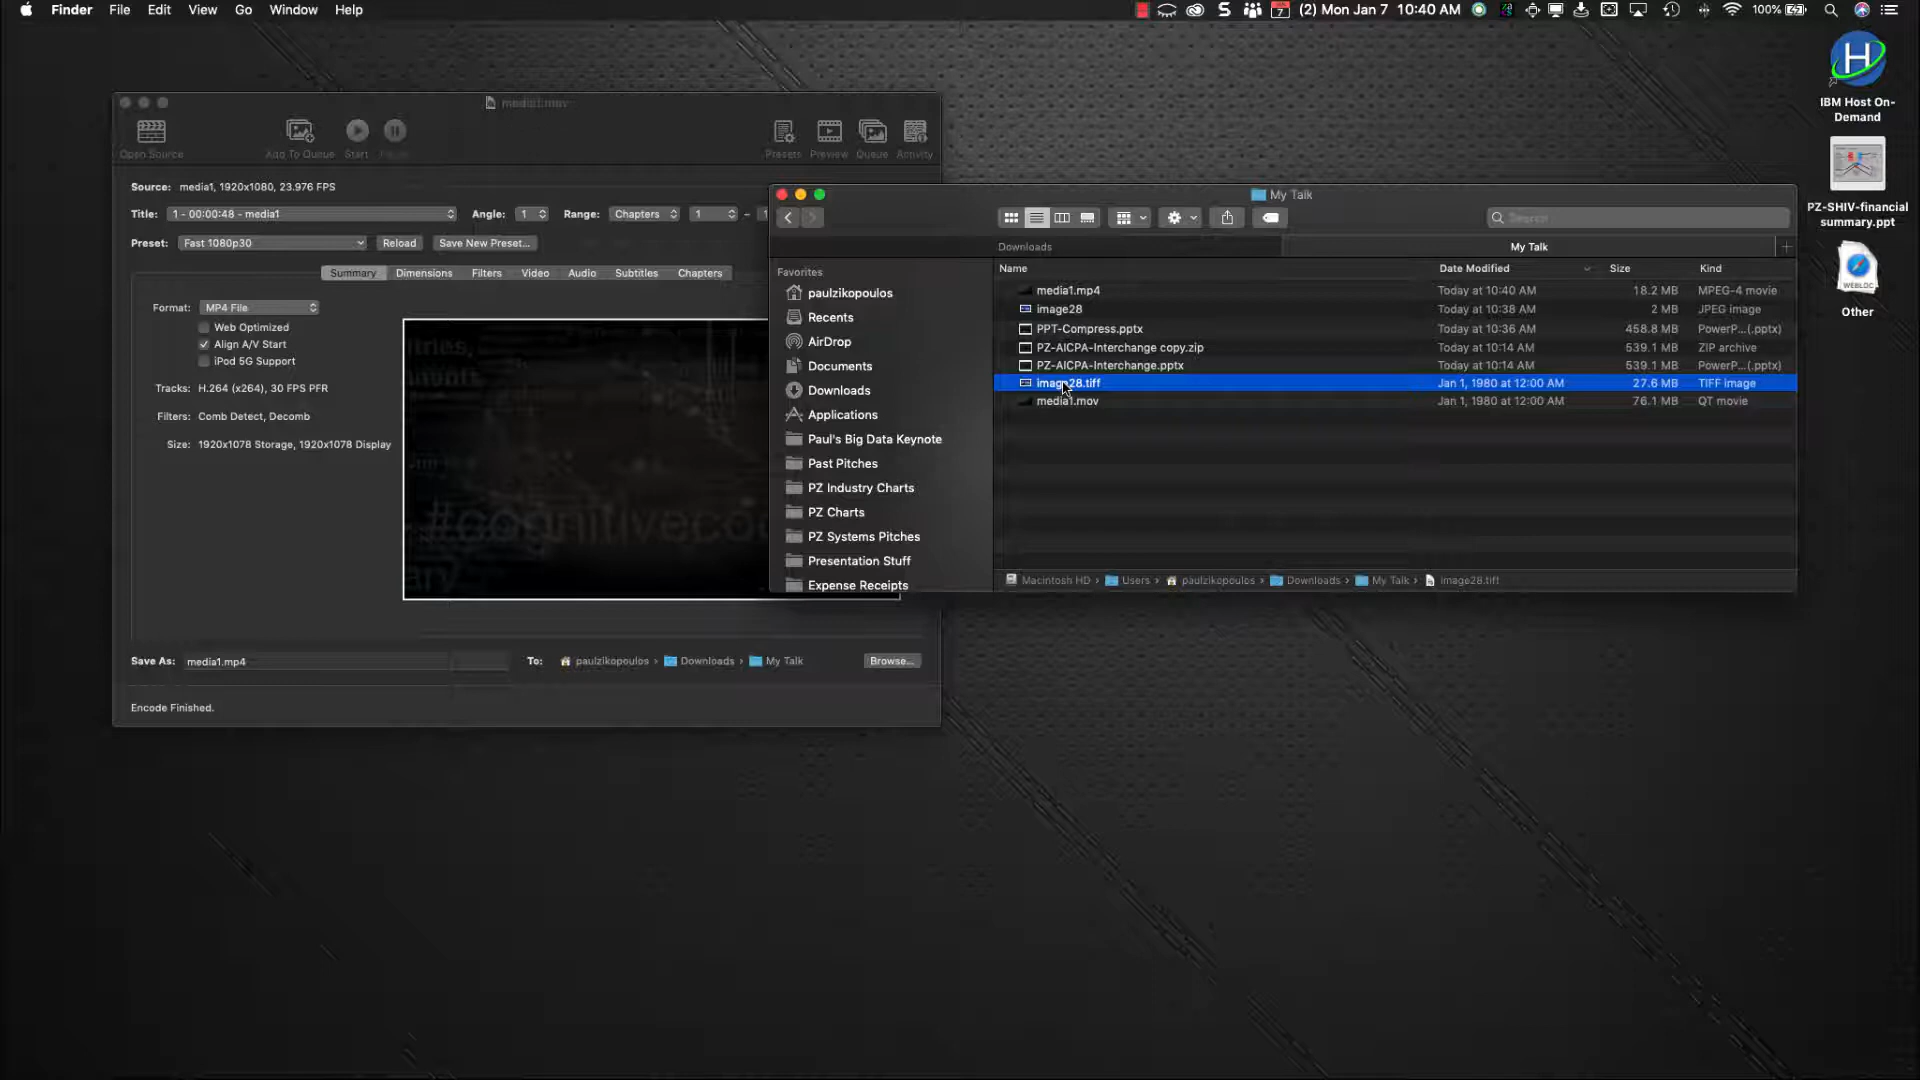 Finder File Edit View Go Window Help
(2) Mon Jan 7 10:40 AM 100%
IBM Host On-
Demand
PZ-SHIV-financial
summary.ppt
WEBLOC
Other
media1.mov
Open Source
Add To Queue Start
Presets Preview Queue Activity
Source: media1, 1920x1080, 23.976 FPS
Title: 1 - 00:00:48 - media1 Angle: 1 Range: Chapters 1 - 1
Preset: Fast 1080p30 Reload Save New Preset...
Summary Dimensions Filters Video Audio Subtitles Chapters
Format: MP4 File
Web Optimized
Align A/V Start
iPod 5G Support
Tracks: H.264 (x264), 30 FPS PFR
Filters: Comb Detect, Decomb
Size: 1920x1078 Storage, 1920x1078 Display
Save As: media1.mp4 To: paulzikopoulos › Downloads › My Talk Browse...
Encode Finished.
My Talk
Search
Downloads My Talk
Favorites
paulzikopoulos
Recents
AirDrop
Documents
Downloads
Applications
Paul's Big Data Keynote
Past Pitches
PZ Industry Charts
PZ Charts
PZ Systems Pitches
Presentation Stuff
Expense Receipts
Name Date Modified Size Kind
media1.mp4 Today at 10:40 AM 18.2 MB MPEG-4 movie
image28 Today at 10:38 AM 2 MB JPEG image
PPT-Compress.pptx Today at 10:36 AM 458.8 MB PowerP...(.pptx)
PZ-AICPA-Interchange copy.zip Today at 10:14 AM 539.1 MB ZIP archive
PZ-AICPA-Interchange.pptx Today at 10:14 AM 539.1 MB PowerP...(.pptx)
image28.tiff Jan 1, 1980 at 12:00 AM 27.6 MB TIFF image
media1.mov Jan 1, 1980 at 12:00 AM 76.1 MB QT movie
Macintosh HD › Users › paulzikopoulos › Downloads › My Talk › image28.tiff